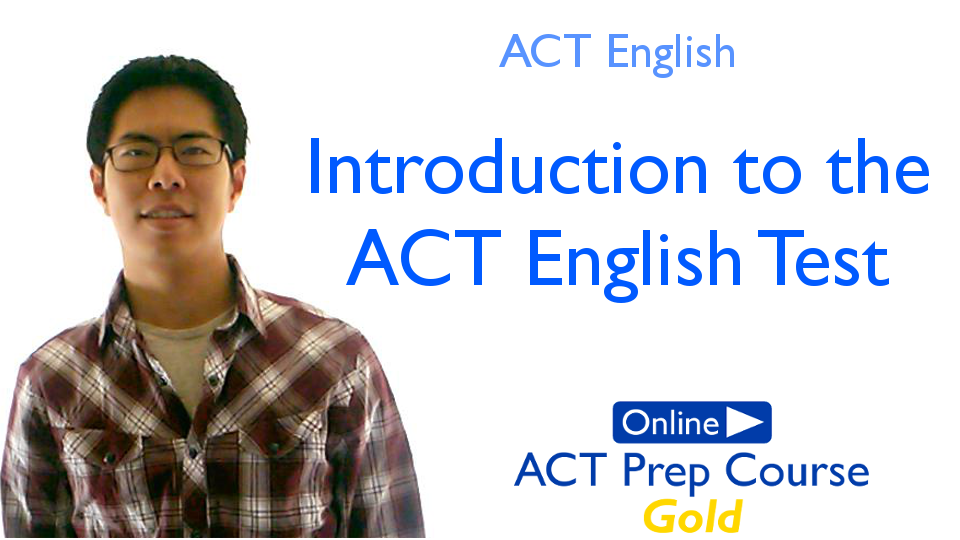 ACT English
Introduction to the
ACT English Test
Online
ACT Prep Course
Gold